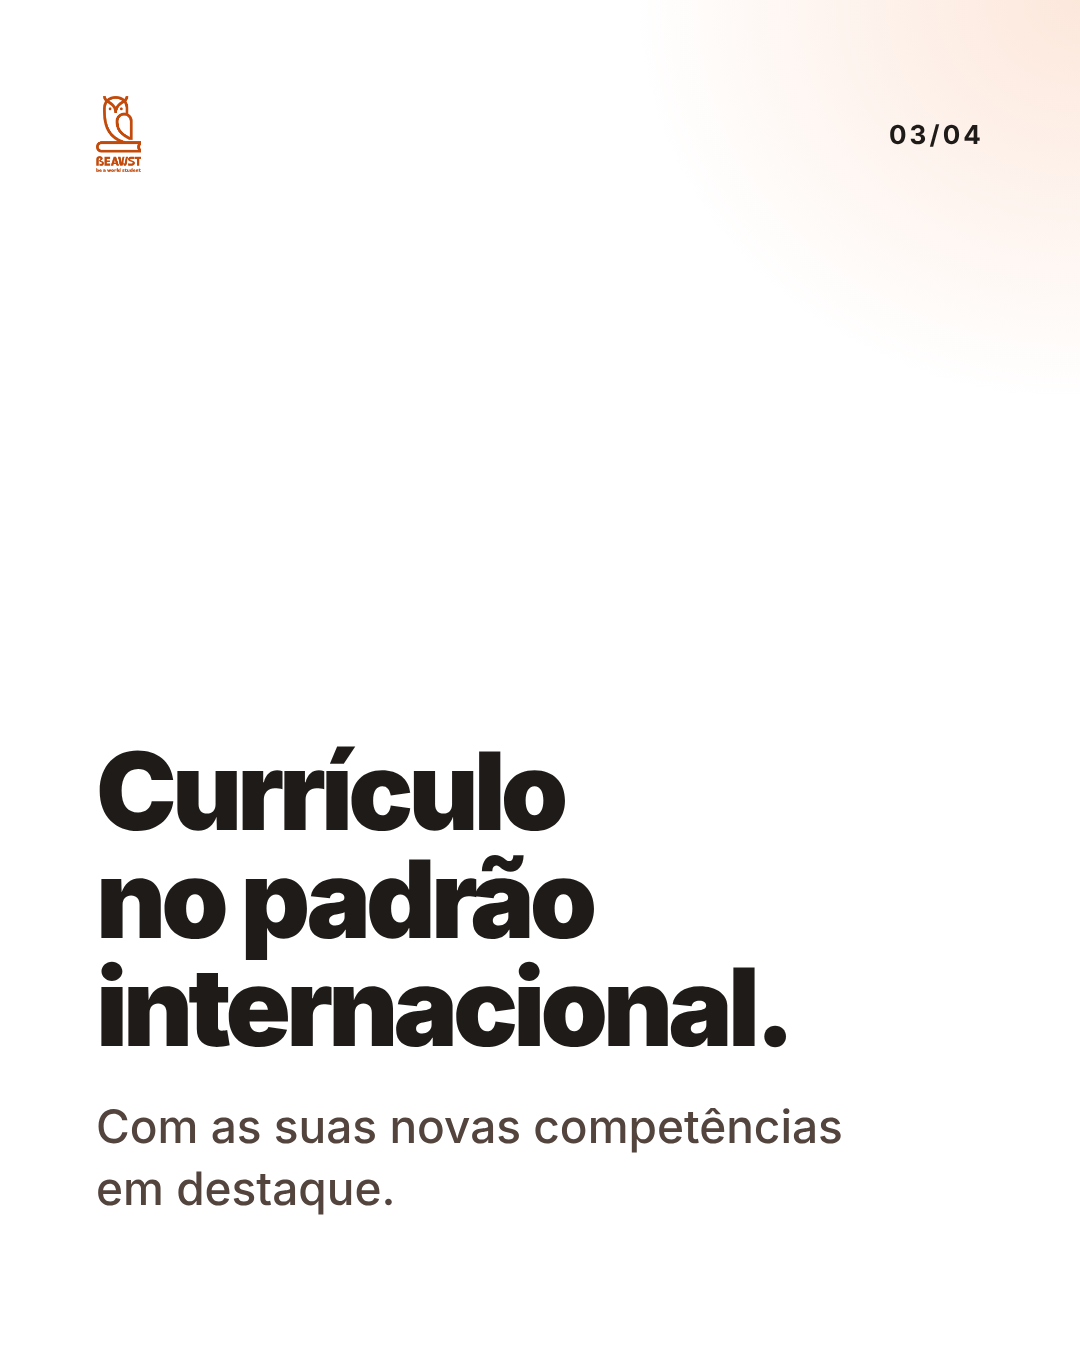 BEAWST
be a world student
03/04
Currículo
no padrão
internacional.
Com as suas novas competências
em destaque.